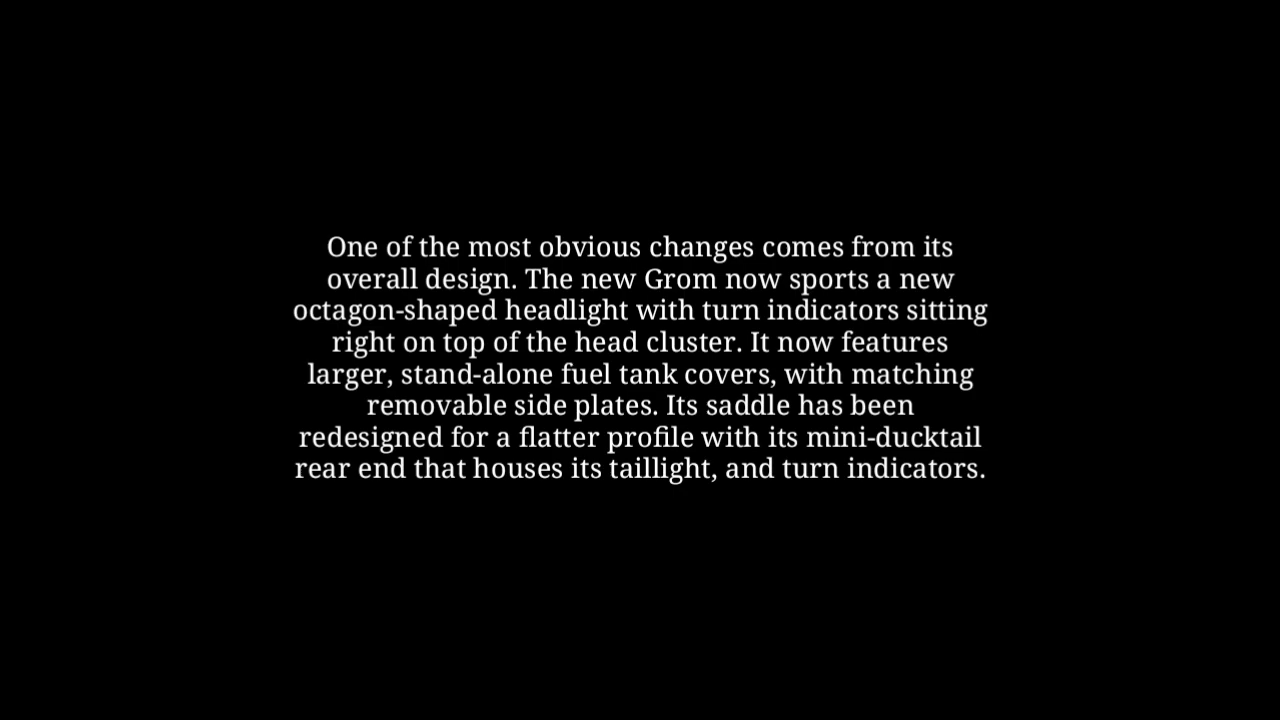 One of the most obvious changes comes from its
overall design. The new Grom now sports a new
octagon-shaped headlight with turn indicators sitting
right on top of the head cluster. It now features
larger, stand-alone fuel tank covers, with matching
removable side plates. Its saddle has been
redesigned for a flatter profile with its mini-ducktail
rear end that houses its taillight, and turn indicators.